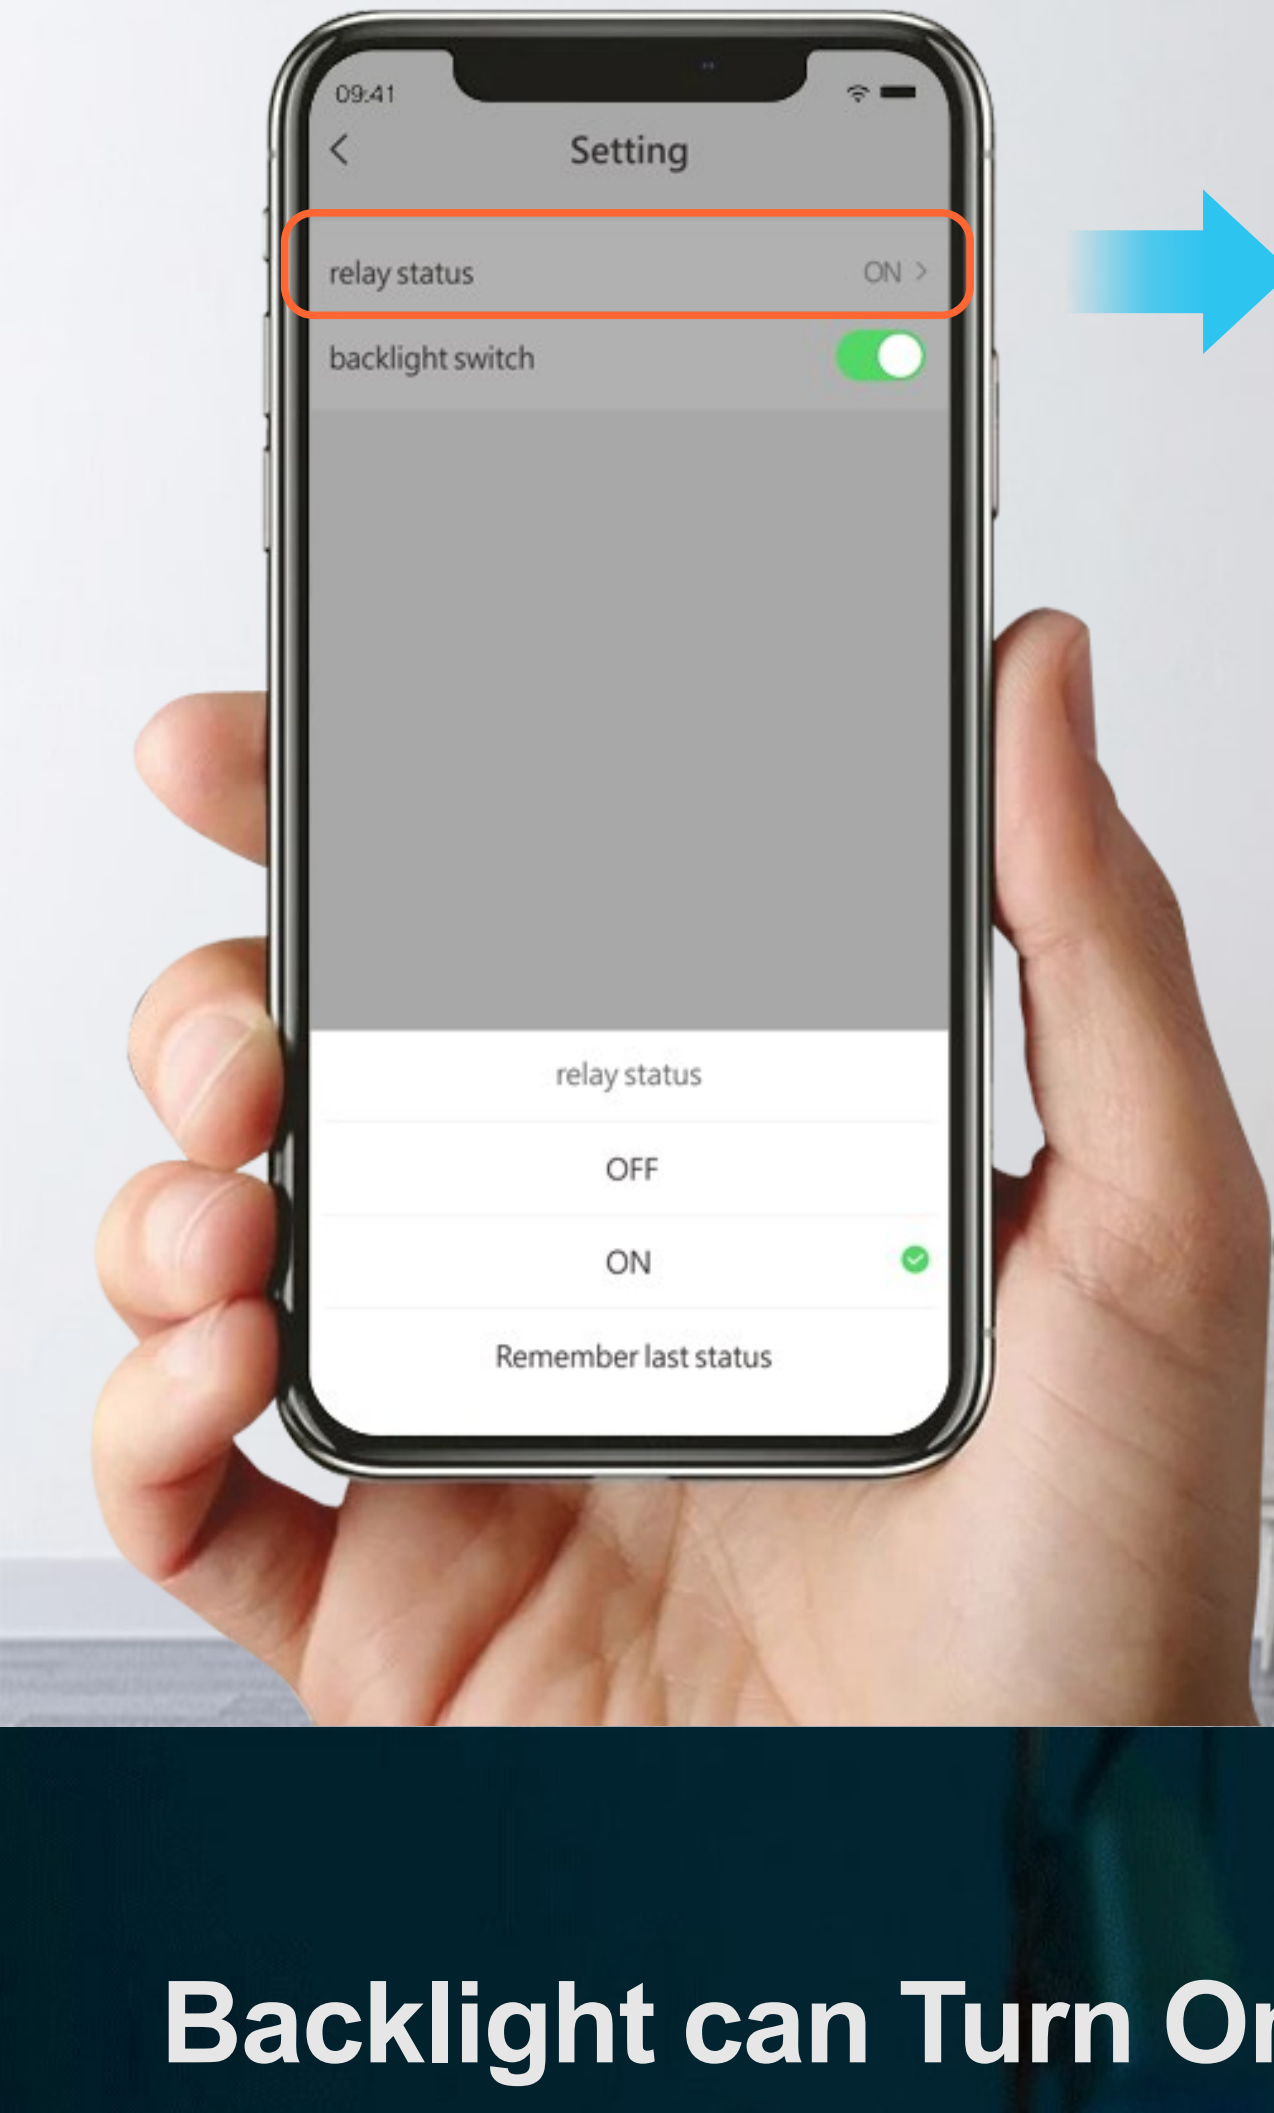 09:41
Setting
relay status
ON >
backlight switch
relay status
OFF
ON
Remember last status
Backlight can Turn On